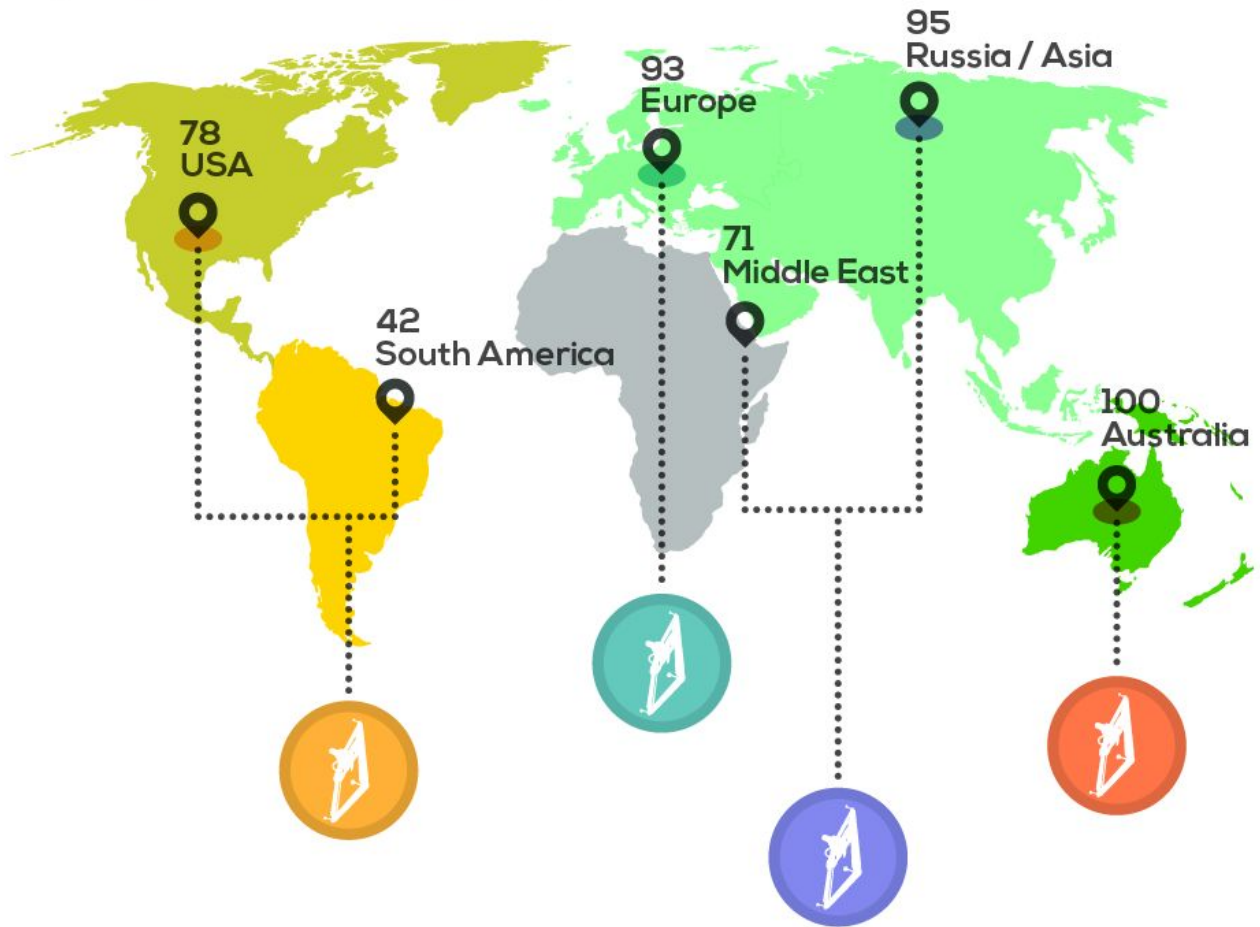 95
Russia / Asia
93
Europe
78
USA
71
Middle East
42
South America
100
Australia